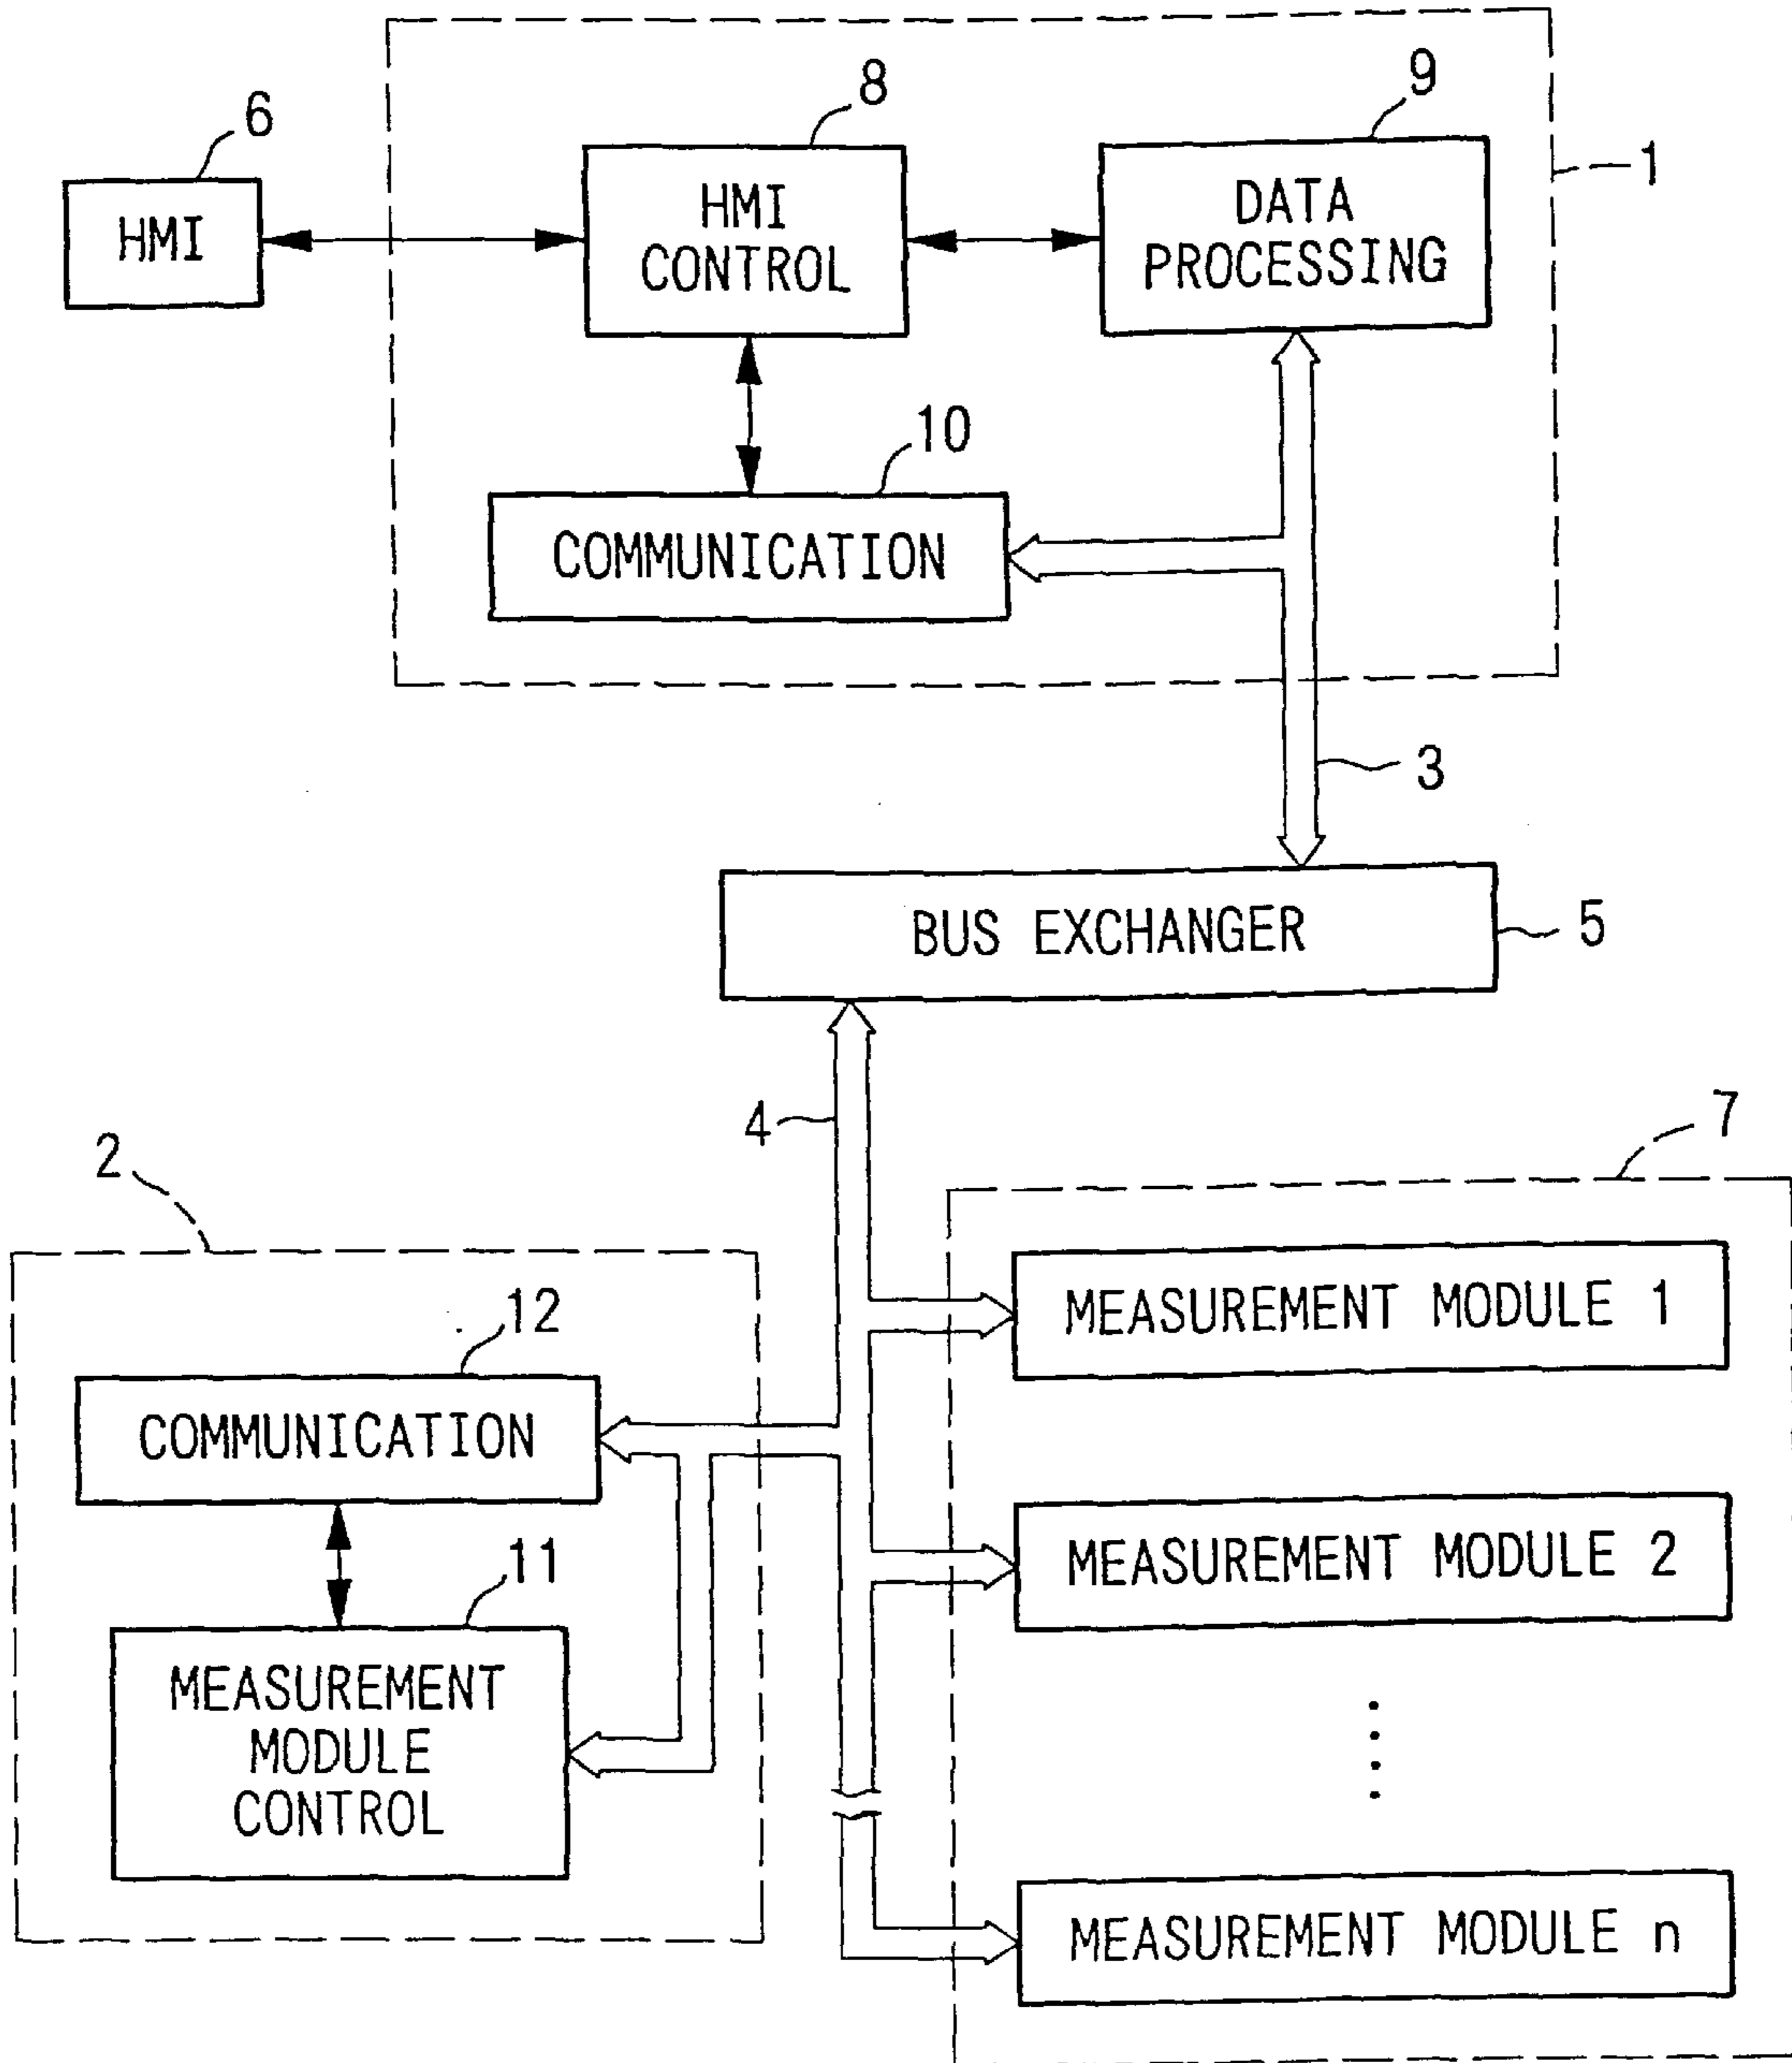 6
8
9
1
HMI
HMI
CONTROL
DATA
PROCESSING
10
COMMUNICATION
3
BUS EXCHANGER
5
4
7
2
MEASUREMENT MODULE 1
12
COMMUNICATION
MEASUREMENT MODULE 2
11
MEASUREMENT
MODULE
CONTROL
MEASUREMENT MODULE n